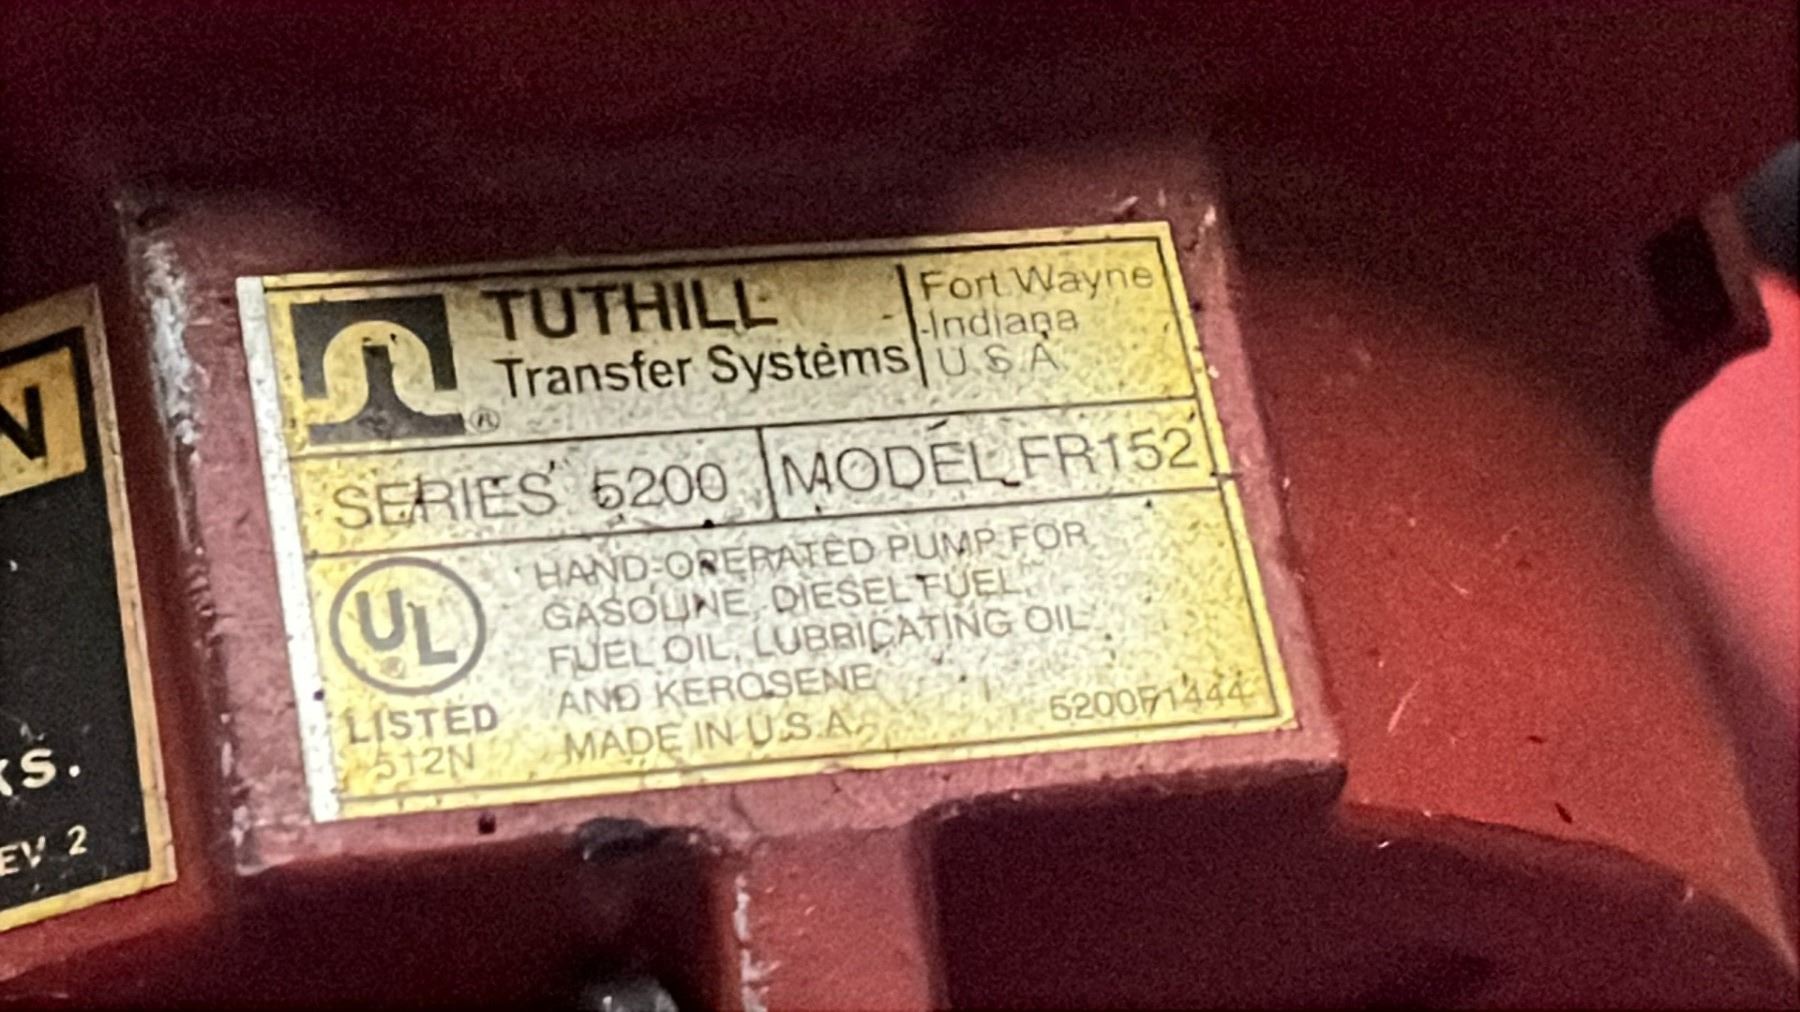 TUTHILL
Transfer Systems
Fort Wayne
Indiana
U.S.A.
®
SERIES 5200
MODEL FR152
UL
LISTED
512N
HAND-OPERATED PUMP FOR
GASOLINE, DIESEL FUEL,
FUEL OIL, LUBRICATING OIL
AND KEROSENE
MADE IN U.S.A.
5200F1444
N
KS.
EV 2